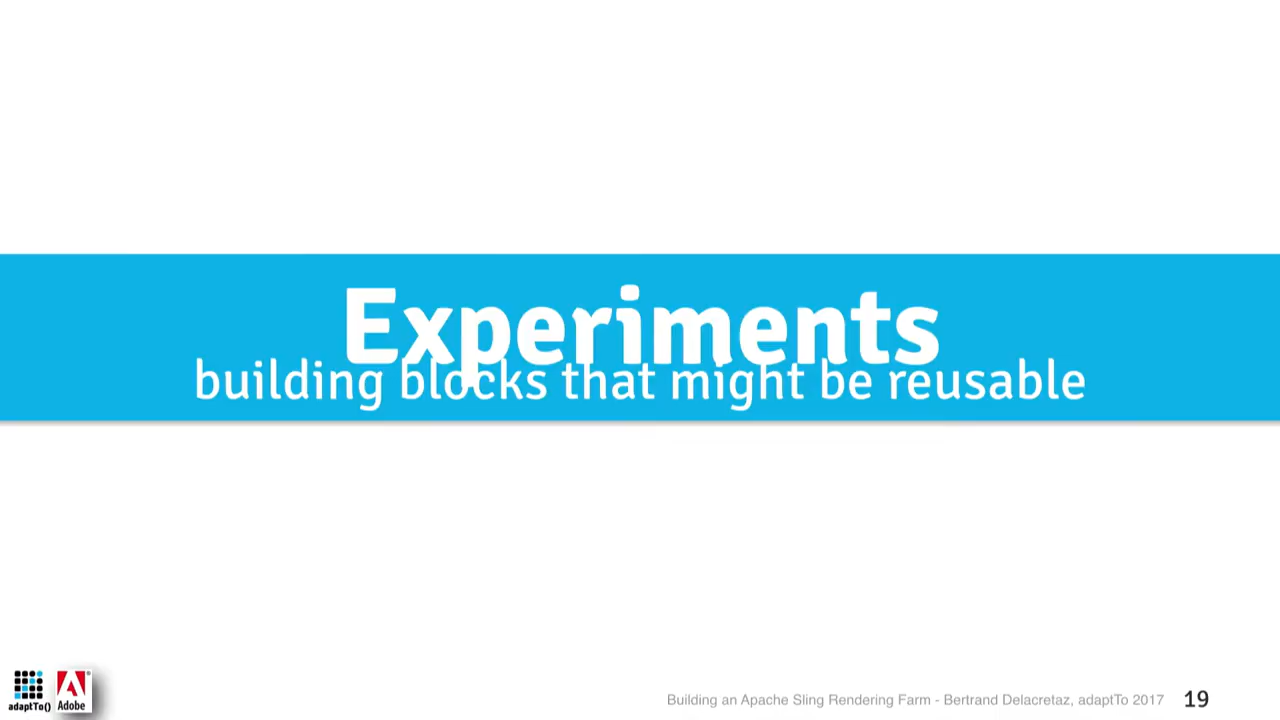 Experiments
building blocks that might be reusable
adaptTo()
Adobe
Building an Apache Sling Rendering Farm - Bertrand Delacretaz, adaptTo 2017
19